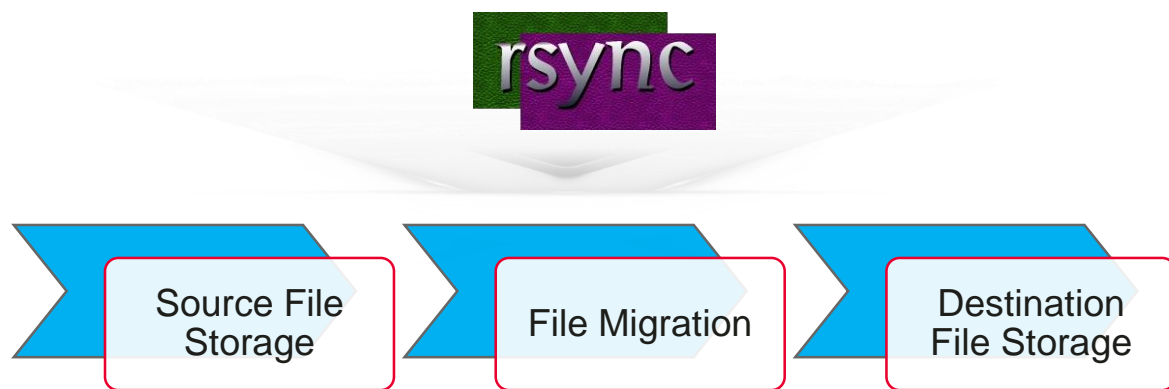 rsync
Source File
Storage
File Migration
Destination
File Storage